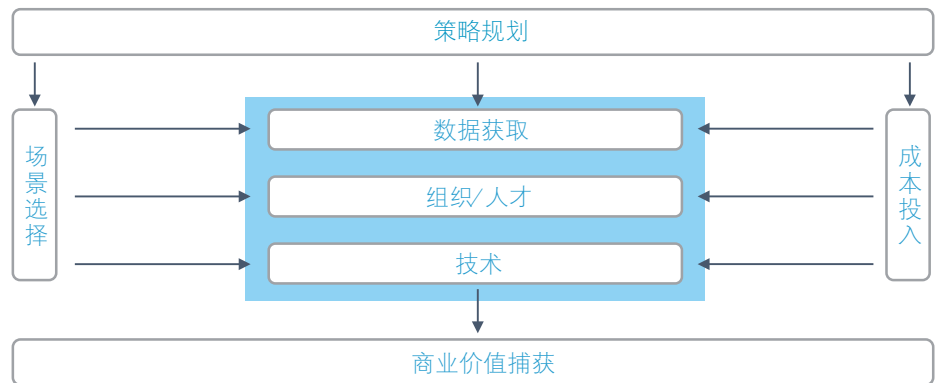 策略规划
场景选择
数据获取
组织/人才
技术
成本投入
商业价值捕获